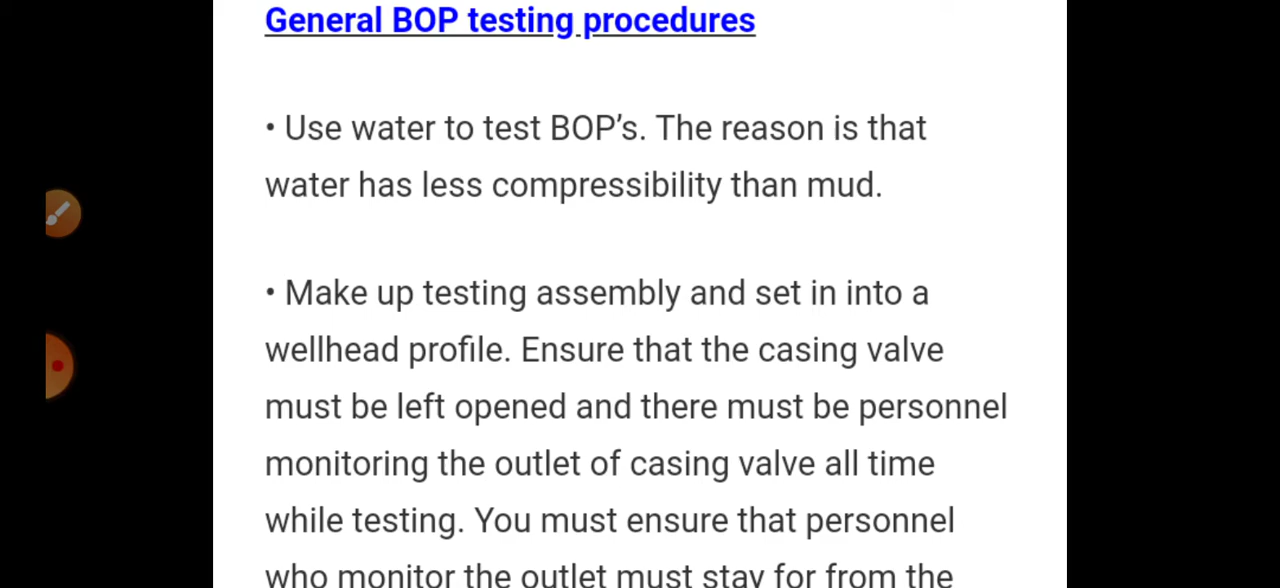 General BOP testing procedures
• Use water to test BOP’s. The reason is that
water has less compressibility than mud.
• Make up testing assembly and set in into a
wellhead profile. Ensure that the casing valve
must be left opened and there must be personnel
monitoring the outlet of casing valve all time
while testing. You must ensure that personnel
who monitor the outlet must stay for from the